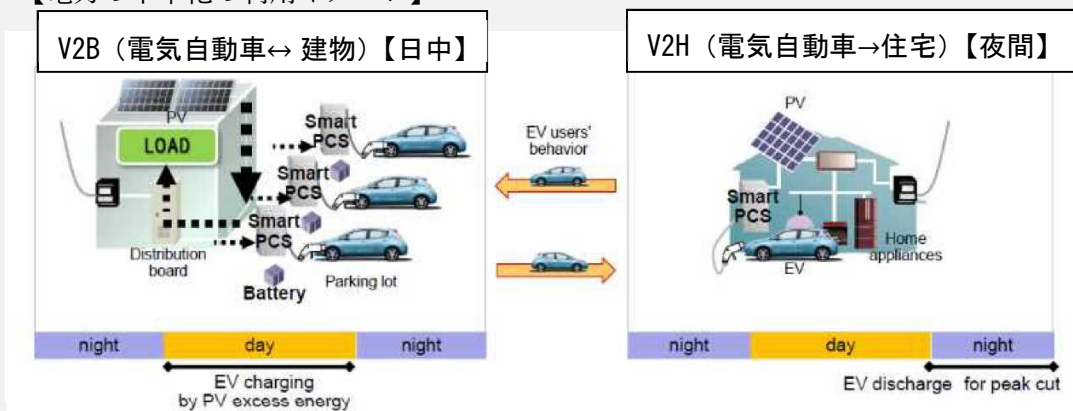 V2B（電気自動車↔ 建物）【日中】
PV
LOAD
Distribution
board
Smart
PCS
Smart
PCS
Smart
PCS
Battery
Parking lot
night
day
night
EV charging
by PV excess energy
EV users'
behavior
V2H（電気自動車→住宅）【夜間】
PV
Smart
PCS
EV
Home
appliances
night
day
night
EV discharge for peak cut